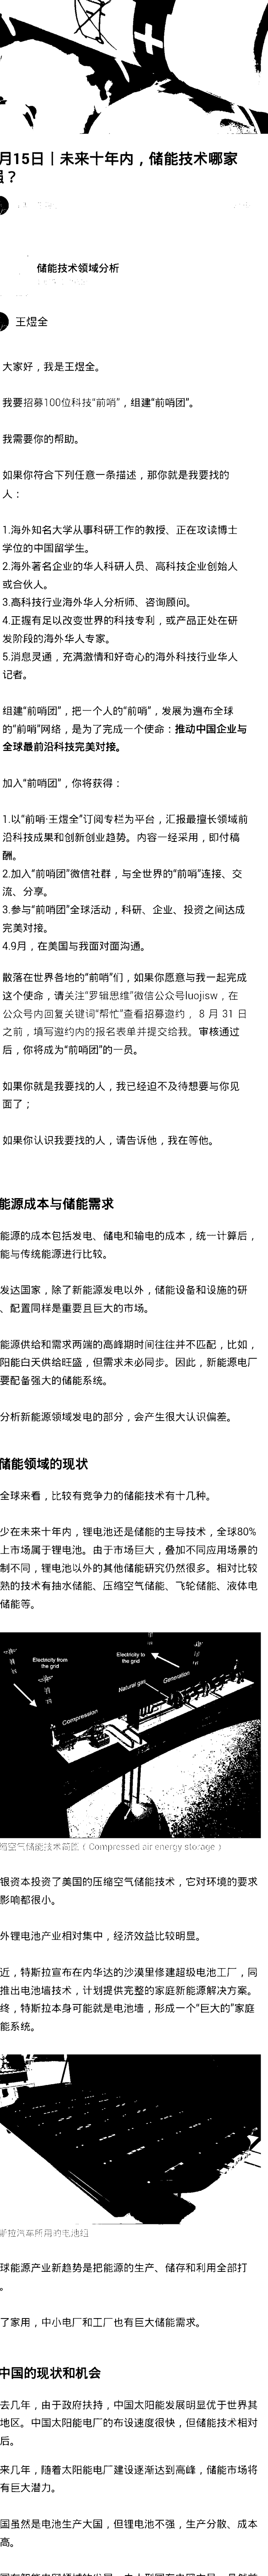 月15日丨未来十年内，储能技术哪家
强？
储能技术领域分析
王煜全
大家好，我是王煜全。
我要招募100位科技“前哨”，组建“前哨团”。
我需要你的帮助。
如果你符合下列任意一条描述，那你就是我要找的
人：
1.海外知名大学从事科研工作的教授、正在攻读博士
学位的中国留学生。
2.海外著名企业的华人科研人员、高科技企业创始人
或合伙人。
3.高科技行业海外华人分析师、咨询顾问。
4.正握有足以改变世界的科技专利，或产品正处在研
发阶段的海外华人专家。
5.消息灵通，充满激情和好奇心的海外科技行业华人
记者。
组建“前哨团”，把一个人的“前哨”，发展为遍布全球
的“前哨”网络，是为了完成一个使命：推动中国企业与
全球最前沿科技完美对接。
加入“前哨团”，你将获得：
1.以“前哨·王煜全”订阅专栏为平台，汇报最擅长领域前
沿科技成果和创新创业趋势。内容一经采用，即付稿
酬。
2.加入“前哨团”微信社群，与全世界的“前哨”连接、交
流、分享。
3.参与“前哨团”全球活动，科研、企业、投资之间达成
完美对接。
4.9月，在美国与我面对面沟通。
散落在世界各地的“前哨”们，如果你愿意与我一起完成
这个使命，请关注“罗辑思维”微信公众号luojisw，在
公众号内回复关键词“帮忙”查看招募邀约， 8 月 31 日
之前，填写邀约内的报名表单并提交给我。审核通过
后，你将成为“前哨团”的一员。
如果你就是我要找的人，我已经迫不及待想要与你见
面了；
如果你认识我要找的人，请告诉他，我在等他。
能源成本与储能需求
能源的成本包括发电、储电和输电的成本，统一计算后，
能与传统能源进行比较。
发达国家，除了新能源发电以外，储能设备和设施的研
、配置同样是重要且巨大的市场。
能源供给和需求两端的高峰期时间往往并不匹配，比如，
阳能白天供给旺盛，但需求未必同步。因此，新能源电厂
要配备强大的储能系统。
分析新能源领域发电的部分，会产生很大认识偏差。
储能领域的现状
全球来看，比较有竞争力的储能技术有十几种。
少在未来十年内，锂电池还是储能的主导技术，全球80%
上市场属于锂电池。由于市场巨大，叠加不同应用场景的
制不同，锂电池以外的其他储能研究仍然很多。相对比较
熟的技术有抽水储能、压缩空气储能、飞轮储能、液体电
储能等。
Electricity from
the grid
Electricity to
the grid
Compression
Natural gas
Generation
缩空气储能技术简图（Compressed air energy storage）
银资本投资了美国的压缩空气储能技术，它对环境的要求
影响都很小。
外锂电池产业相对集中，经济效益比较明显。
近，特斯拉宣布在内华达的沙漠里修建超级电池工厂，同
推出电池墙技术，计划提供完整的家庭新能源解决方案。
终，特斯拉本身可能就是电池墙，形成一个“巨大的”家庭
能系统。
斯拉汽车所用的电池组
球能源产业新趋势是把能源的生产、储存和利用全部打
。
了家用，中小电厂和工厂也有巨大储能需求。
中国的现状和机会
去几年，由于政府扶持，中国太阳能发展明显优于世界其
地区。中国太阳能电厂的布设速度很快，但储能技术相对
后。
来几年，随着太阳能电厂建设逐渐达到高峰，储能市场将
有巨大潜力。
国虽然是电池生产大国，但锂电池不强，生产分散、成本
高。